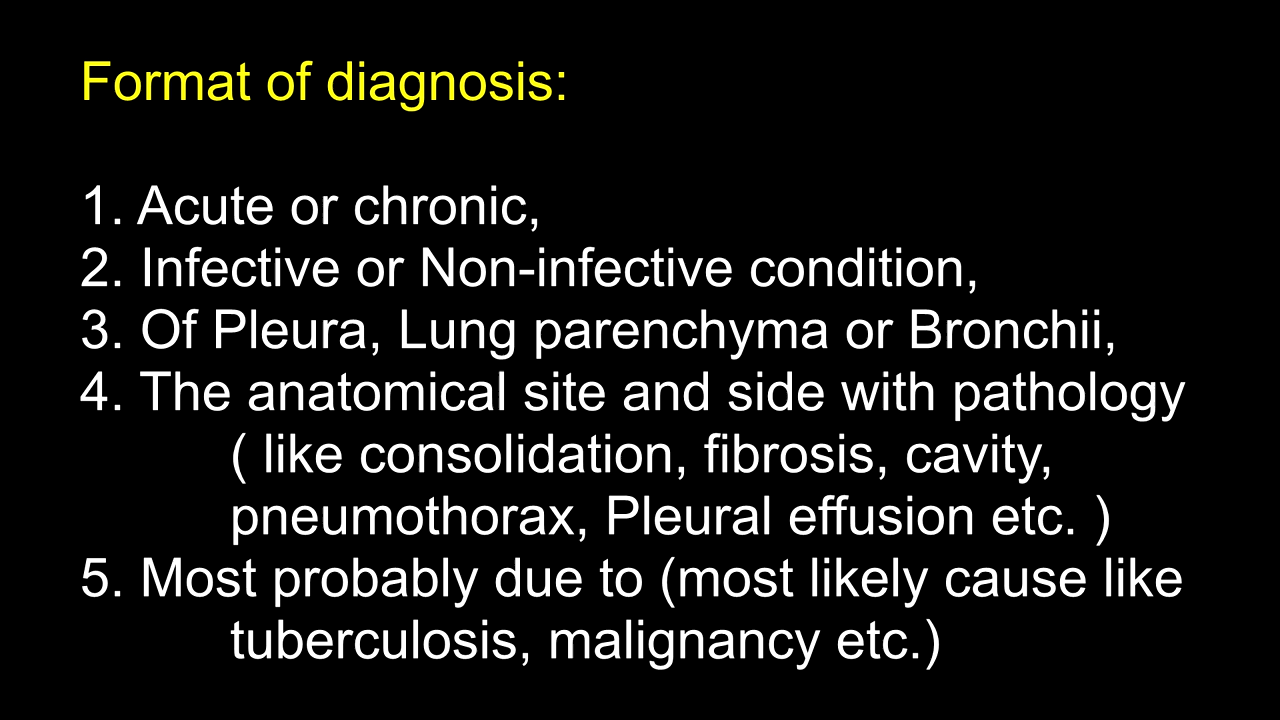 Format of diagnosis:
1. Acute or chronic,
2. Infective or Non-infective condition,
3. Of Pleura, Lung parenchyma or Bronchii,
4. The anatomical site and side with pathology
( like consolidation, fibrosis, cavity,
pneumothorax, Pleural effusion etc. )
5. Most probably due to (most likely cause like
tuberculosis, malignancy etc.)